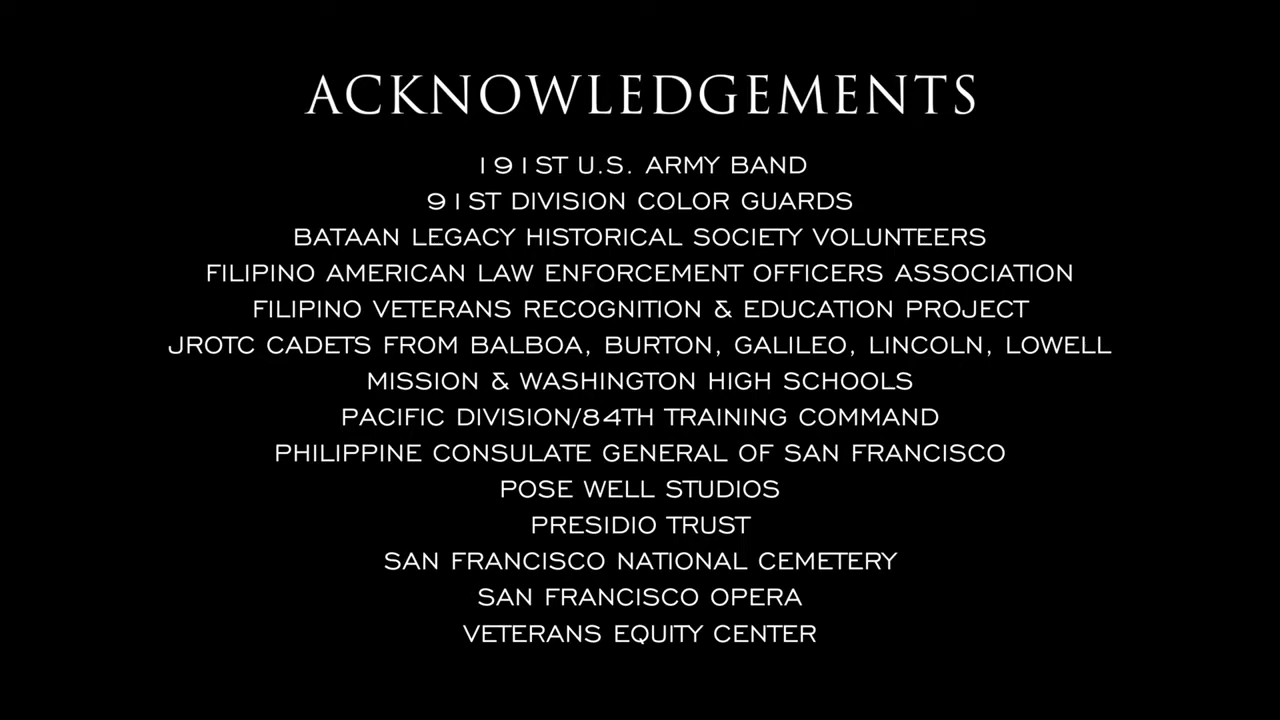 ACKNOWLEDGEMENTS
191ST U.S. ARMY BAND
91ST DIVISION COLOR GUARDS
BATAAN LEGACY HISTORICAL SOCIETY VOLUNTEERS
FILIPINO AMERICAN LAW ENFORCEMENT OFFICERS ASSOCIATION
FILIPINO VETERANS RECOGNITION & EDUCATION PROJECT
JROTC CADETS FROM BALBOA, BURTON, GALILEO, LINCOLN, LOWELL
MISSION & WASHINGTON HIGH SCHOOLS
PACIFIC DIVISION/84TH TRAINING COMMAND
PHILIPPINE CONSULATE GENERAL OF SAN FRANCISCO
POSE WELL STUDIOS
PRESIDIO TRUST
SAN FRANCISCO NATIONAL CEMETERY
SAN FRANCISCO OPERA
VETERANS EQUITY CENTER